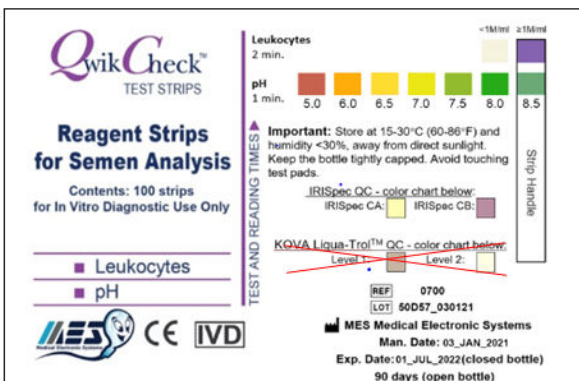 QwikCheck™
TEST STRIPS
Reagent Strips
for Semen Analysis
Contents: 100 strips
for In Vitro Diagnostic Use Only
Leukocytes
pH
MES
Medical Electronic Systems
CE IVD
TEST AND READING TIMES
<1M/ml ≥1M/ml
Leukocytes
2 min.
pH
1 min.
5.0 6.0 6.5 7.0 7.5 8.0 8.5
Strip Handle
Important: Store at 15-30°C (60-86°F) and
humidity <30%, away from direct sunlight.
Keep the bottle tightly capped. Avoid touching
test pads.
IRISpec QC - color chart below:
IRISpec CA: IRISpec CB:
KOVA Liqua-Trol™ QC - color chart below:
Level 1: Level 2:
REF 0700
LOT 50D57_030121
MES Medical Electronic Systems
Man. Date: 03_JAN_2021
Exp. Date:01_JUL_2022(closed bottle)
90 days (open bottle)